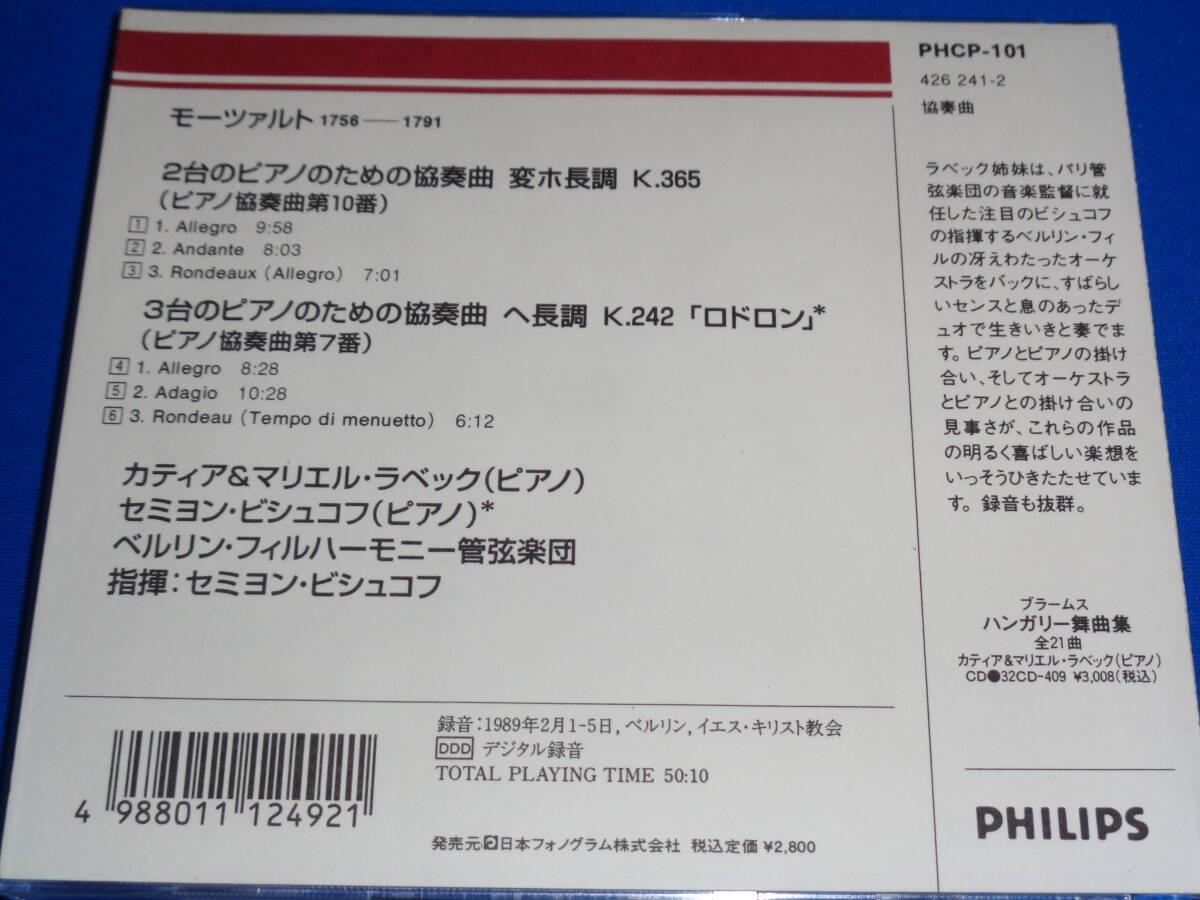 モーツァルト 1756──1791
2台のピアノのための協奏曲 変ホ長調 K.365
(ピアノ協奏曲第10番)
1 1. Allegro 9:58
2 2. Andante 8:03
3 3. Rondeaux (Allegro) 7:01
3台のピアノのための協奏曲 ヘ長調 K.242 「ロドロン」*
(ピアノ協奏曲第7番)
4 1. Allegro 8:28
5 2. Adagio 10:28
6 3. Rondeau (Tempo di menuetto) 6:12
カティア&マリエル・ラベック(ピアノ)
セミヨン・ビシュコフ(ピアノ)*
ベルリン・フィルハーモニー管弦楽団
指揮:セミヨン・ビシュコフ
録音:1989年2月1-5日, ベルリン, イエス・キリスト教会
DDD デジタル録音
TOTAL PLAYING TIME 50:10
4 988011 124921
発売元 日本フォノグラム株式会社 税込定価 ¥2,800
PHCP-101
426 241-2
協奏曲
ラベック姉妹は、パリ管
弦楽団の音楽監督に就
任した注目のビシュコフ
の指揮するベルリン・フィ
ルの冴えわたったオーケ
ストラをバックに、すばらし
いセンスと息のあったデ
ュオで生きいきと奏でま
す。ピアノとピアノの掛け
合い、そしてオーケストラ
とピアノとの掛け合いの
見事さが、これらの作品
の明るく喜ばしい楽想を
いっそうひきたたせていま
す。録音も抜群。
ブラームス
ハンガリー舞曲集
全21曲
カティア&マリエル・ラベック(ピアノ)
CD●32CD-409 ¥3,008(税込)
PHILIPS